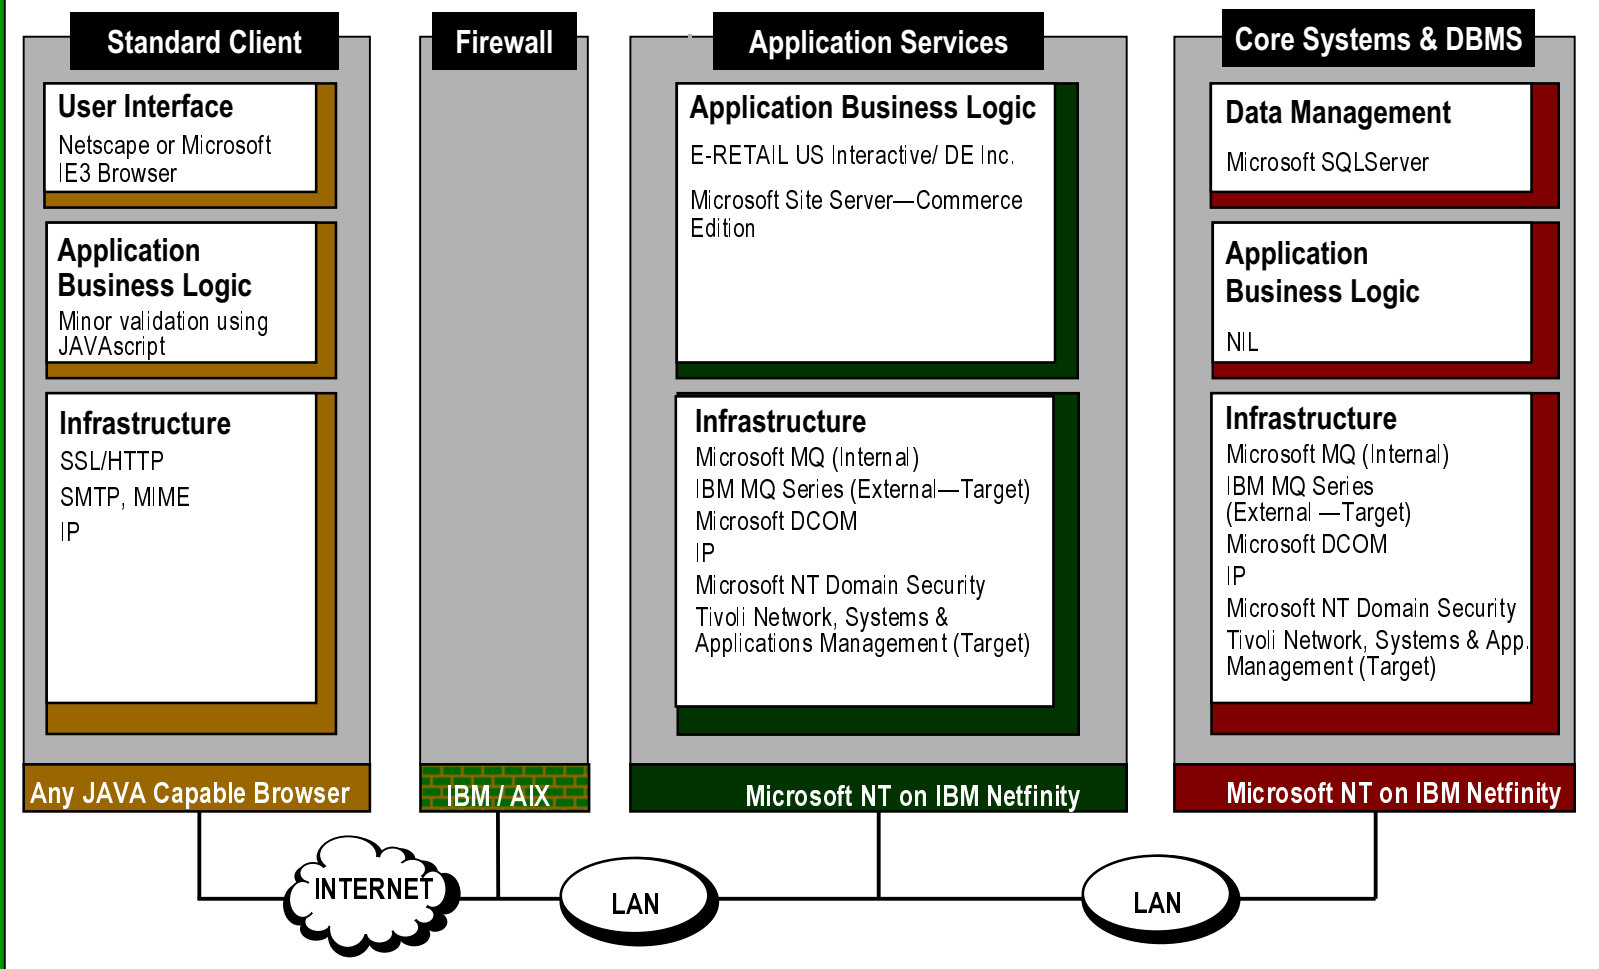 Standard Client
User Interface
Netscape or Microsoft
IE3 Browser
Application
Business Logic
Minor validation using
JAVAscript
Infrastructure
SSL/HTTP
SMTP, MIME
IP
Any JAVA Capable Browser
Firewall
IBM / AIX
Application Services
Application Business Logic
E-RETAIL US Interactive/ DE Inc.
Microsoft Site Server—Commerce
Edition
Infrastructure
Microsoft MQ (Internal)
IBM MQ Series (External—Target)
Microsoft DCOM
IP
Microsoft NT Domain Security
Tivoli Network, Systems &
Applications Management (Target)
Microsoft NT on IBM Netfinity
Core Systems & DBMS
Data Management
Microsoft SQLServer
Application
Business Logic
NIL
Infrastructure
Microsoft MQ (Internal)
IBM MQ Series
(External —Target)
Microsoft DCOM
IP
Microsoft NT Domain Security
Tivoli Network, Systems & App.
Management (Target)
Microsoft NT on IBM Netfinity
INTERNET
LAN
LAN